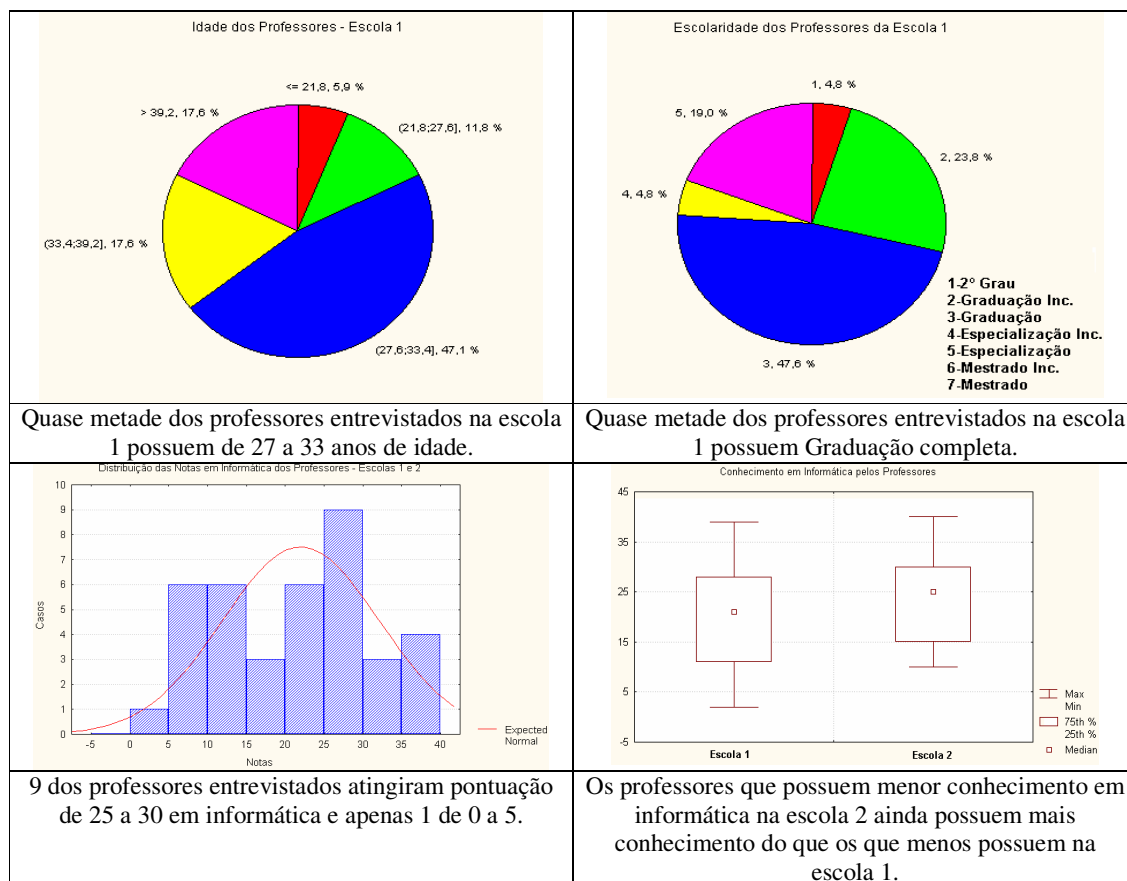 Idade dos Professores - Escola 1
<= 21,8, 5,9 %
> 39,2, 17,6 %
(21,8;27,6], 11,8 %
(33,4;39,2], 17,6 %
(27,6;33,4], 47,1 %
Escolaridade dos Professores da Escola 1
1, 4,8 %
5, 19,0 %
2, 23,8 %
4, 4,8 %
3, 47,6 %
1-2º Grau
2-Graduação Inc.
3-Graduação
4-Especialização Inc.
5-Especialização
6-Mestrado Inc.
7-Mestrado
Quase metade dos professores entrevistados na escola
1 possuem de 27 a 33 anos de idade.
Quase metade dos professores entrevistados na escola
1 possuem Graduação completa.
Distribuição das Notas em Informática dos Professores - Escolas 1 e 2
Casos
10
9
8
7
6
5
4
3
2
1
0
-5 0 5 10 15 20 25 30 35 40
Notas
Expected
Normal
Conhecimento em Informática pelos Professores
45
35
25
15
5
-5
Escola 1 Escola 2
Max
Min
75th %
25th %
Median
9 dos professores entrevistados atingiram pontuação
de 25 a 30 em informática e apenas 1 de 0 a 5.
Os professores que possuem menor conhecimento em
informática na escola 2 ainda possuem mais
conhecimento do que os que menos possuem na
escola 1.